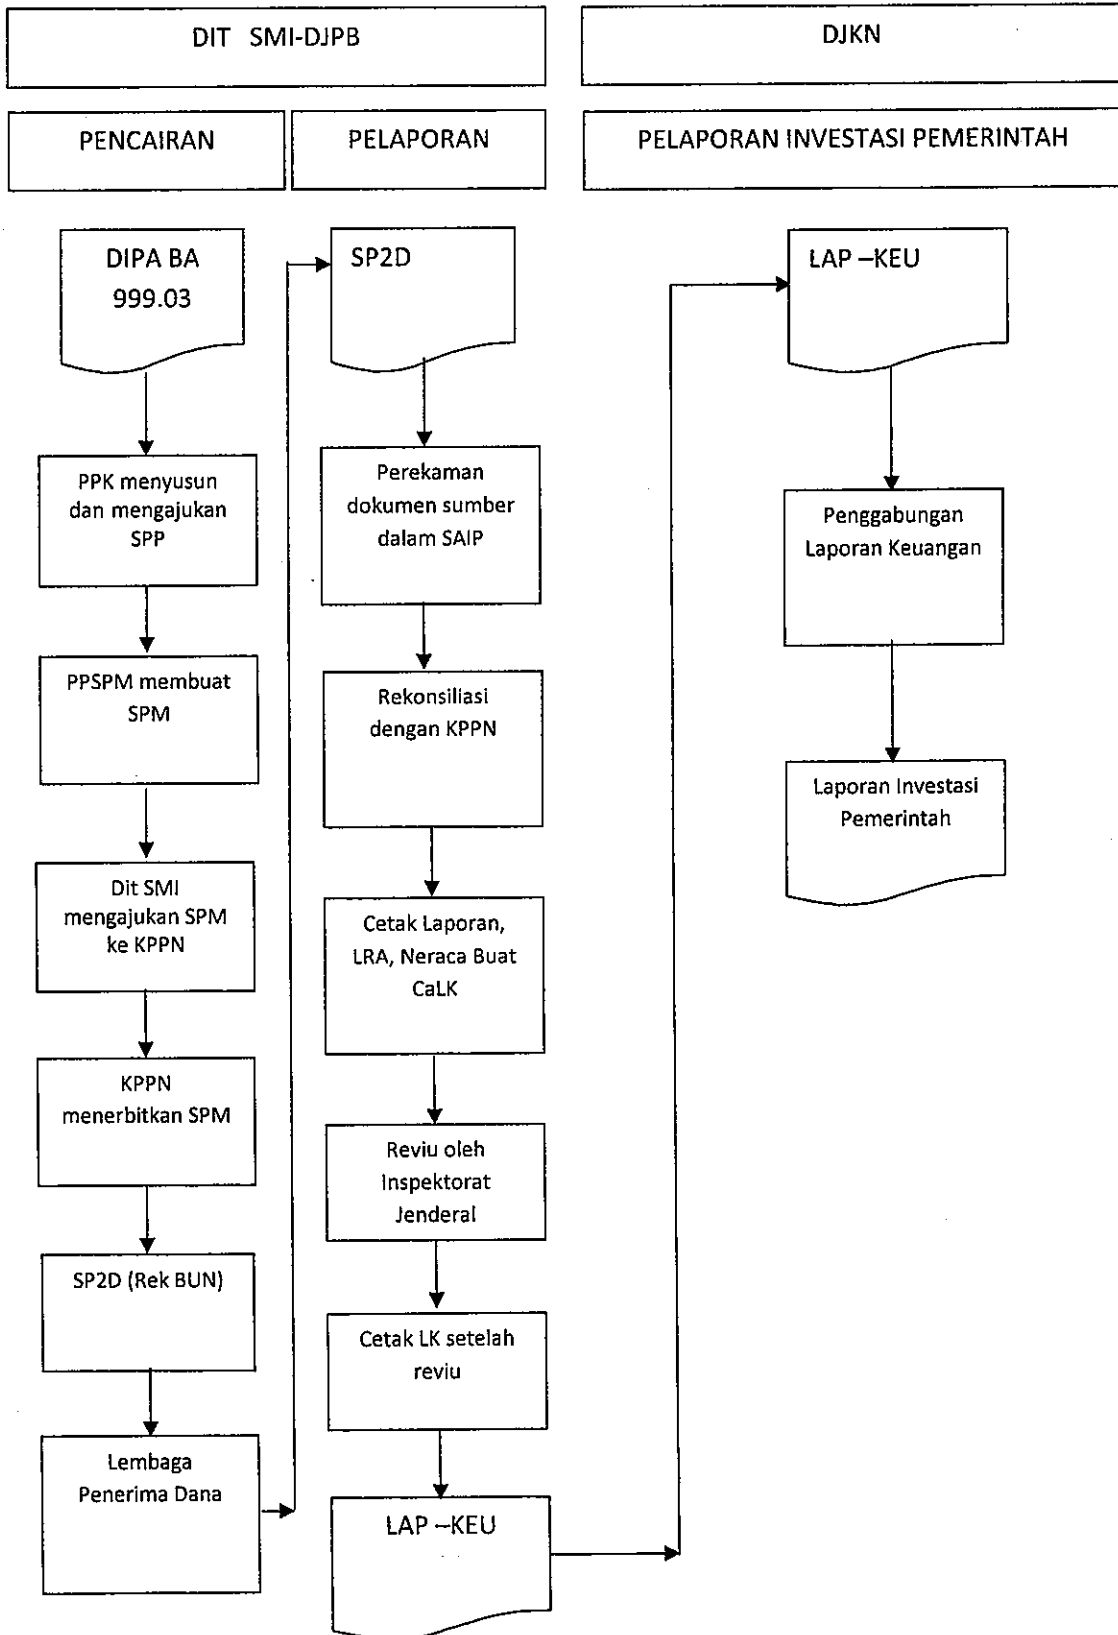 DIT SMI-DJPB
DJKN
PENCAIRAN
PELAPORAN
PELAPORAN INVESTASI PEMERINTAH
DIPA BA
999.03
PPK menyusun
dan mengajukan
SPP
PPSPM membuat
SPM
Dit SMI
mengajukan SPM
ke KPPN
KPPN
menerbitkan SPM
SP2D (Rek BUN)
Lembaga
Penerima Dana
SP2D
Perekaman
dokumen sumber
dalam SAIP
Rekonsiliasi
dengan KPPN
Cetak Laporan,
LRA, Neraca Buat
CaLK
Reviu oleh
Inspektorat
Jenderal
Cetak LK setelah
reviu
LAP –KEU
LAP –KEU
Penggabungan
Laporan Keuangan
Laporan Investasi
Pemerintah